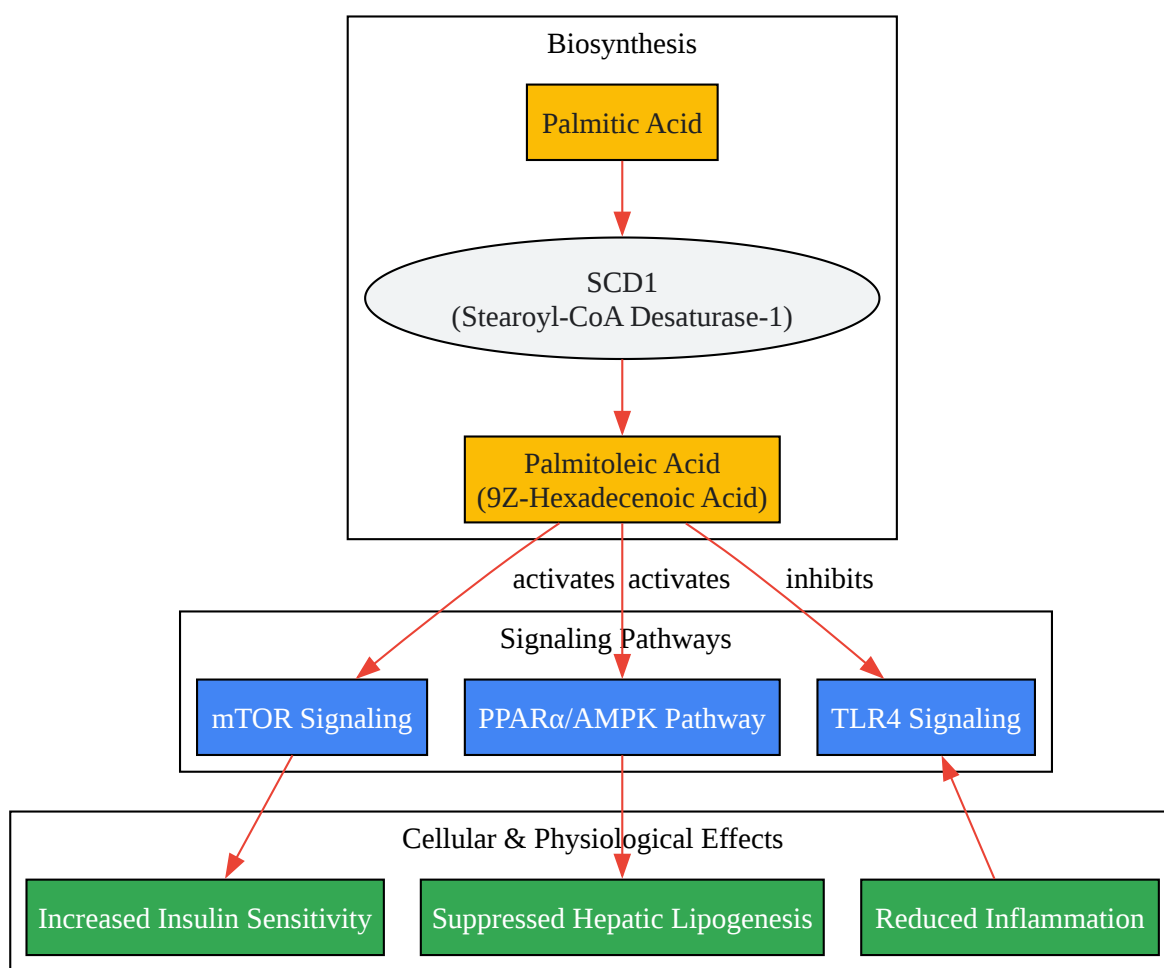 Biosynthesis
Palmitic Acid
SCD1
(Stearoyl-CoA Desaturase-1)
Palmitoleic Acid
(9Z-Hexadecenoic Acid)
activates
activates
inhibits
Signaling Pathways
mTOR Signaling
PPARα/AMPK Pathway
TLR4 Signaling
Cellular & Physiological Effects
Increased Insulin Sensitivity
Suppressed Hepatic Lipogenesis
Reduced Inflammation